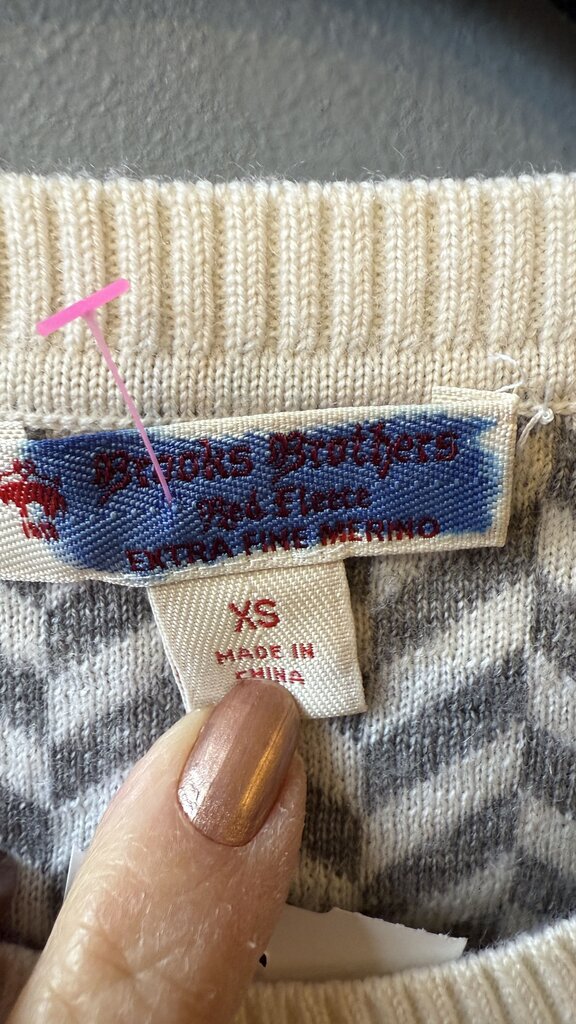 Brooks Brothers
Red Fleece
EXTRA FINE MERINO
XS
MADE IN
CHINA